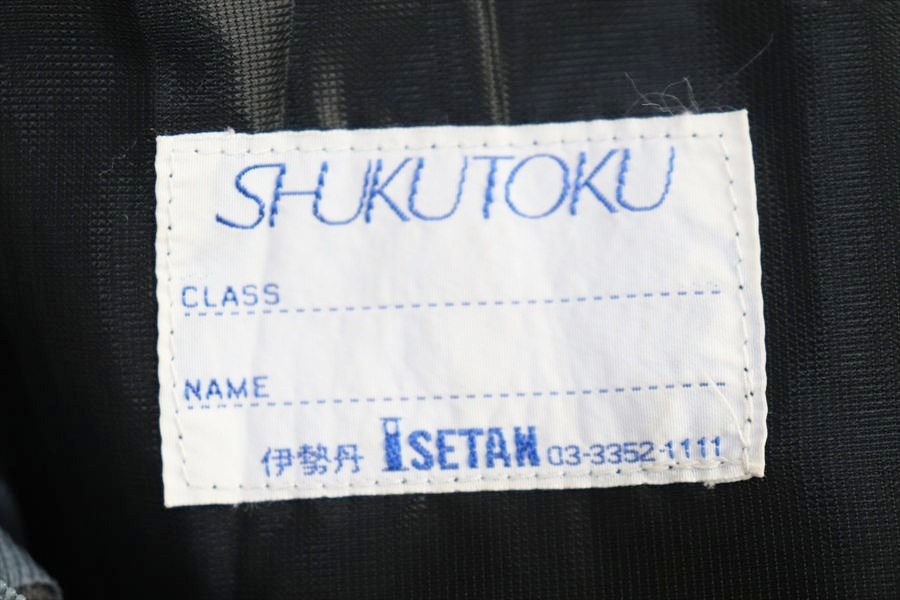 SHUKUTOKU
CLASS
NAME
伊勢丹 ISETAN 03-3352-1111